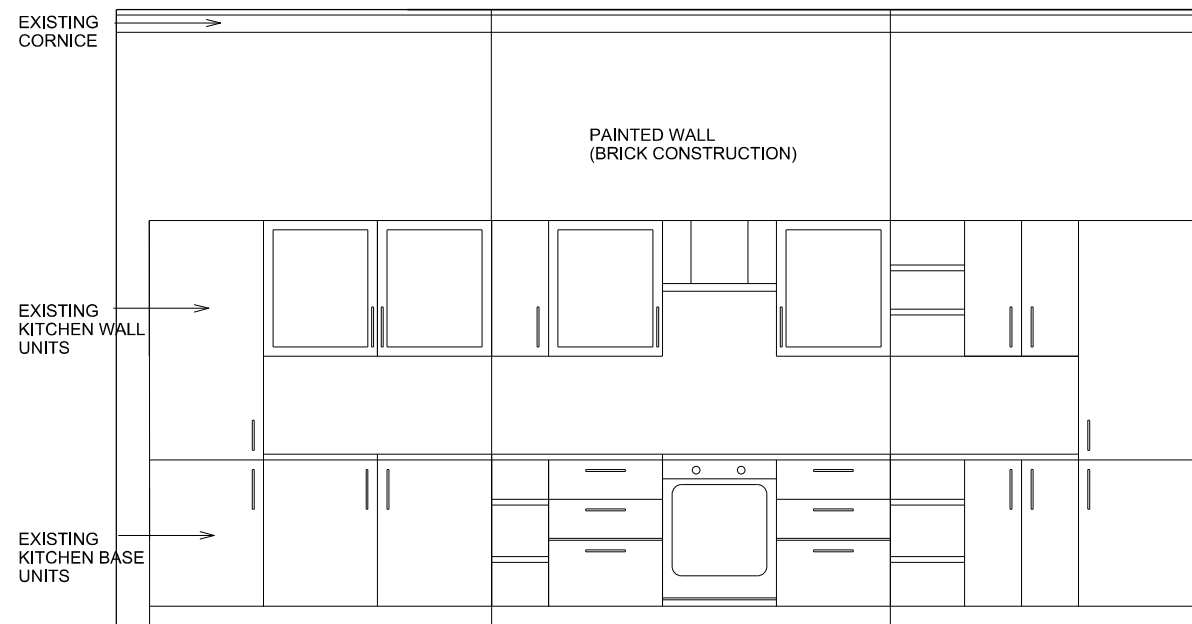 EXISTING
CORNICE
PAINTED WALL
(BRICK CONSTRUCTION)
EXISTING
KITCHEN WALL
UNITS
EXISTING
KITCHEN BASE
UNITS